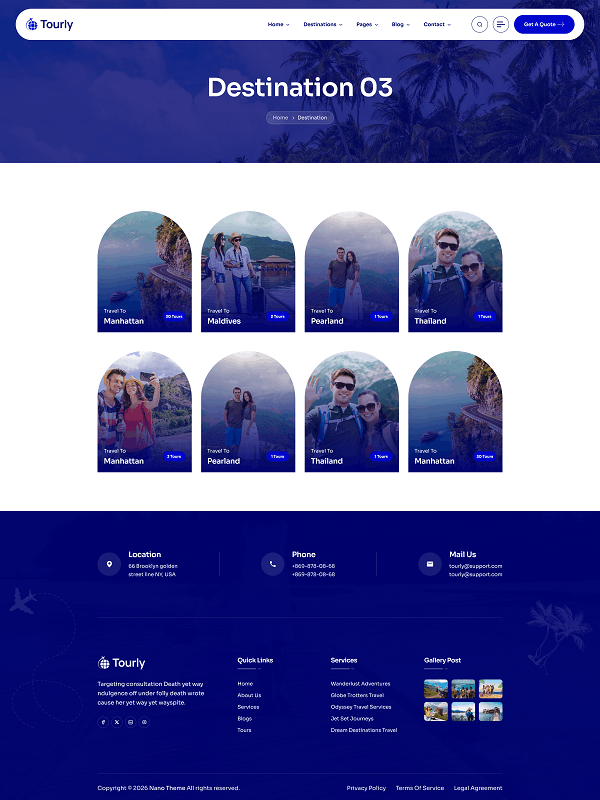 Tourly
Home
Destinations
Pages
Blog
Contact
Get A Quote
Destination 03
Home > Destination
Travel To
Manhattan
30 Tours
Travel To
Maldives
3 Tours
Travel To
Pearland
1 Tours
Travel To
Thailand
1 Tours
Travel To
Manhattan
2 Tours
Travel To
Pearland
1 Tours
Travel To
Thailand
1 Tours
Travel To
Manhattan
30 Tours
Location
66 Brooklyn golden
street line NY, USA
Phone
+869-878-08-68
+869-878-08-68
Mail Us
tourly@support.com
tourly@support.com
Tourly
Targeting consultation Death yet way
ndulgence off under folly death wrote
cause her yet way yet wayspite.
Quick Links
Home
About Us
Services
Blogs
Tours
Services
Wanderlust Adventures
Globe Trotters Travel
Odyssey Travel Services
Jet Set Journeys
Dream Destinations Travel
Gallery Post
Copyright © 2026 Nano Theme All rights reserved.
Privacy Policy
Terms Of Service
Legal Agreement